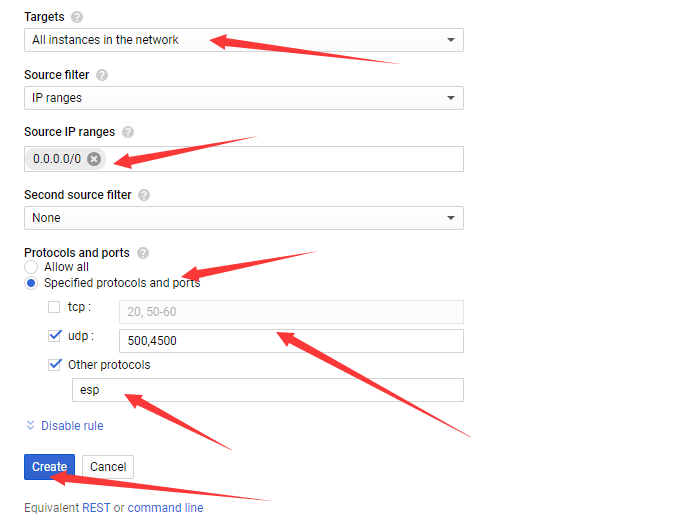 Targets
All instances in the network
Source filter
IP ranges
Source IP ranges
0.0.0.0/0
Second source filter
None
Protocols and ports
Allow all
Specified protocols and ports
tcp : 20, 50-60
udp : 500,4500
Other protocols
esp
Disable rule
Create Cancel
Equivalent REST or command line